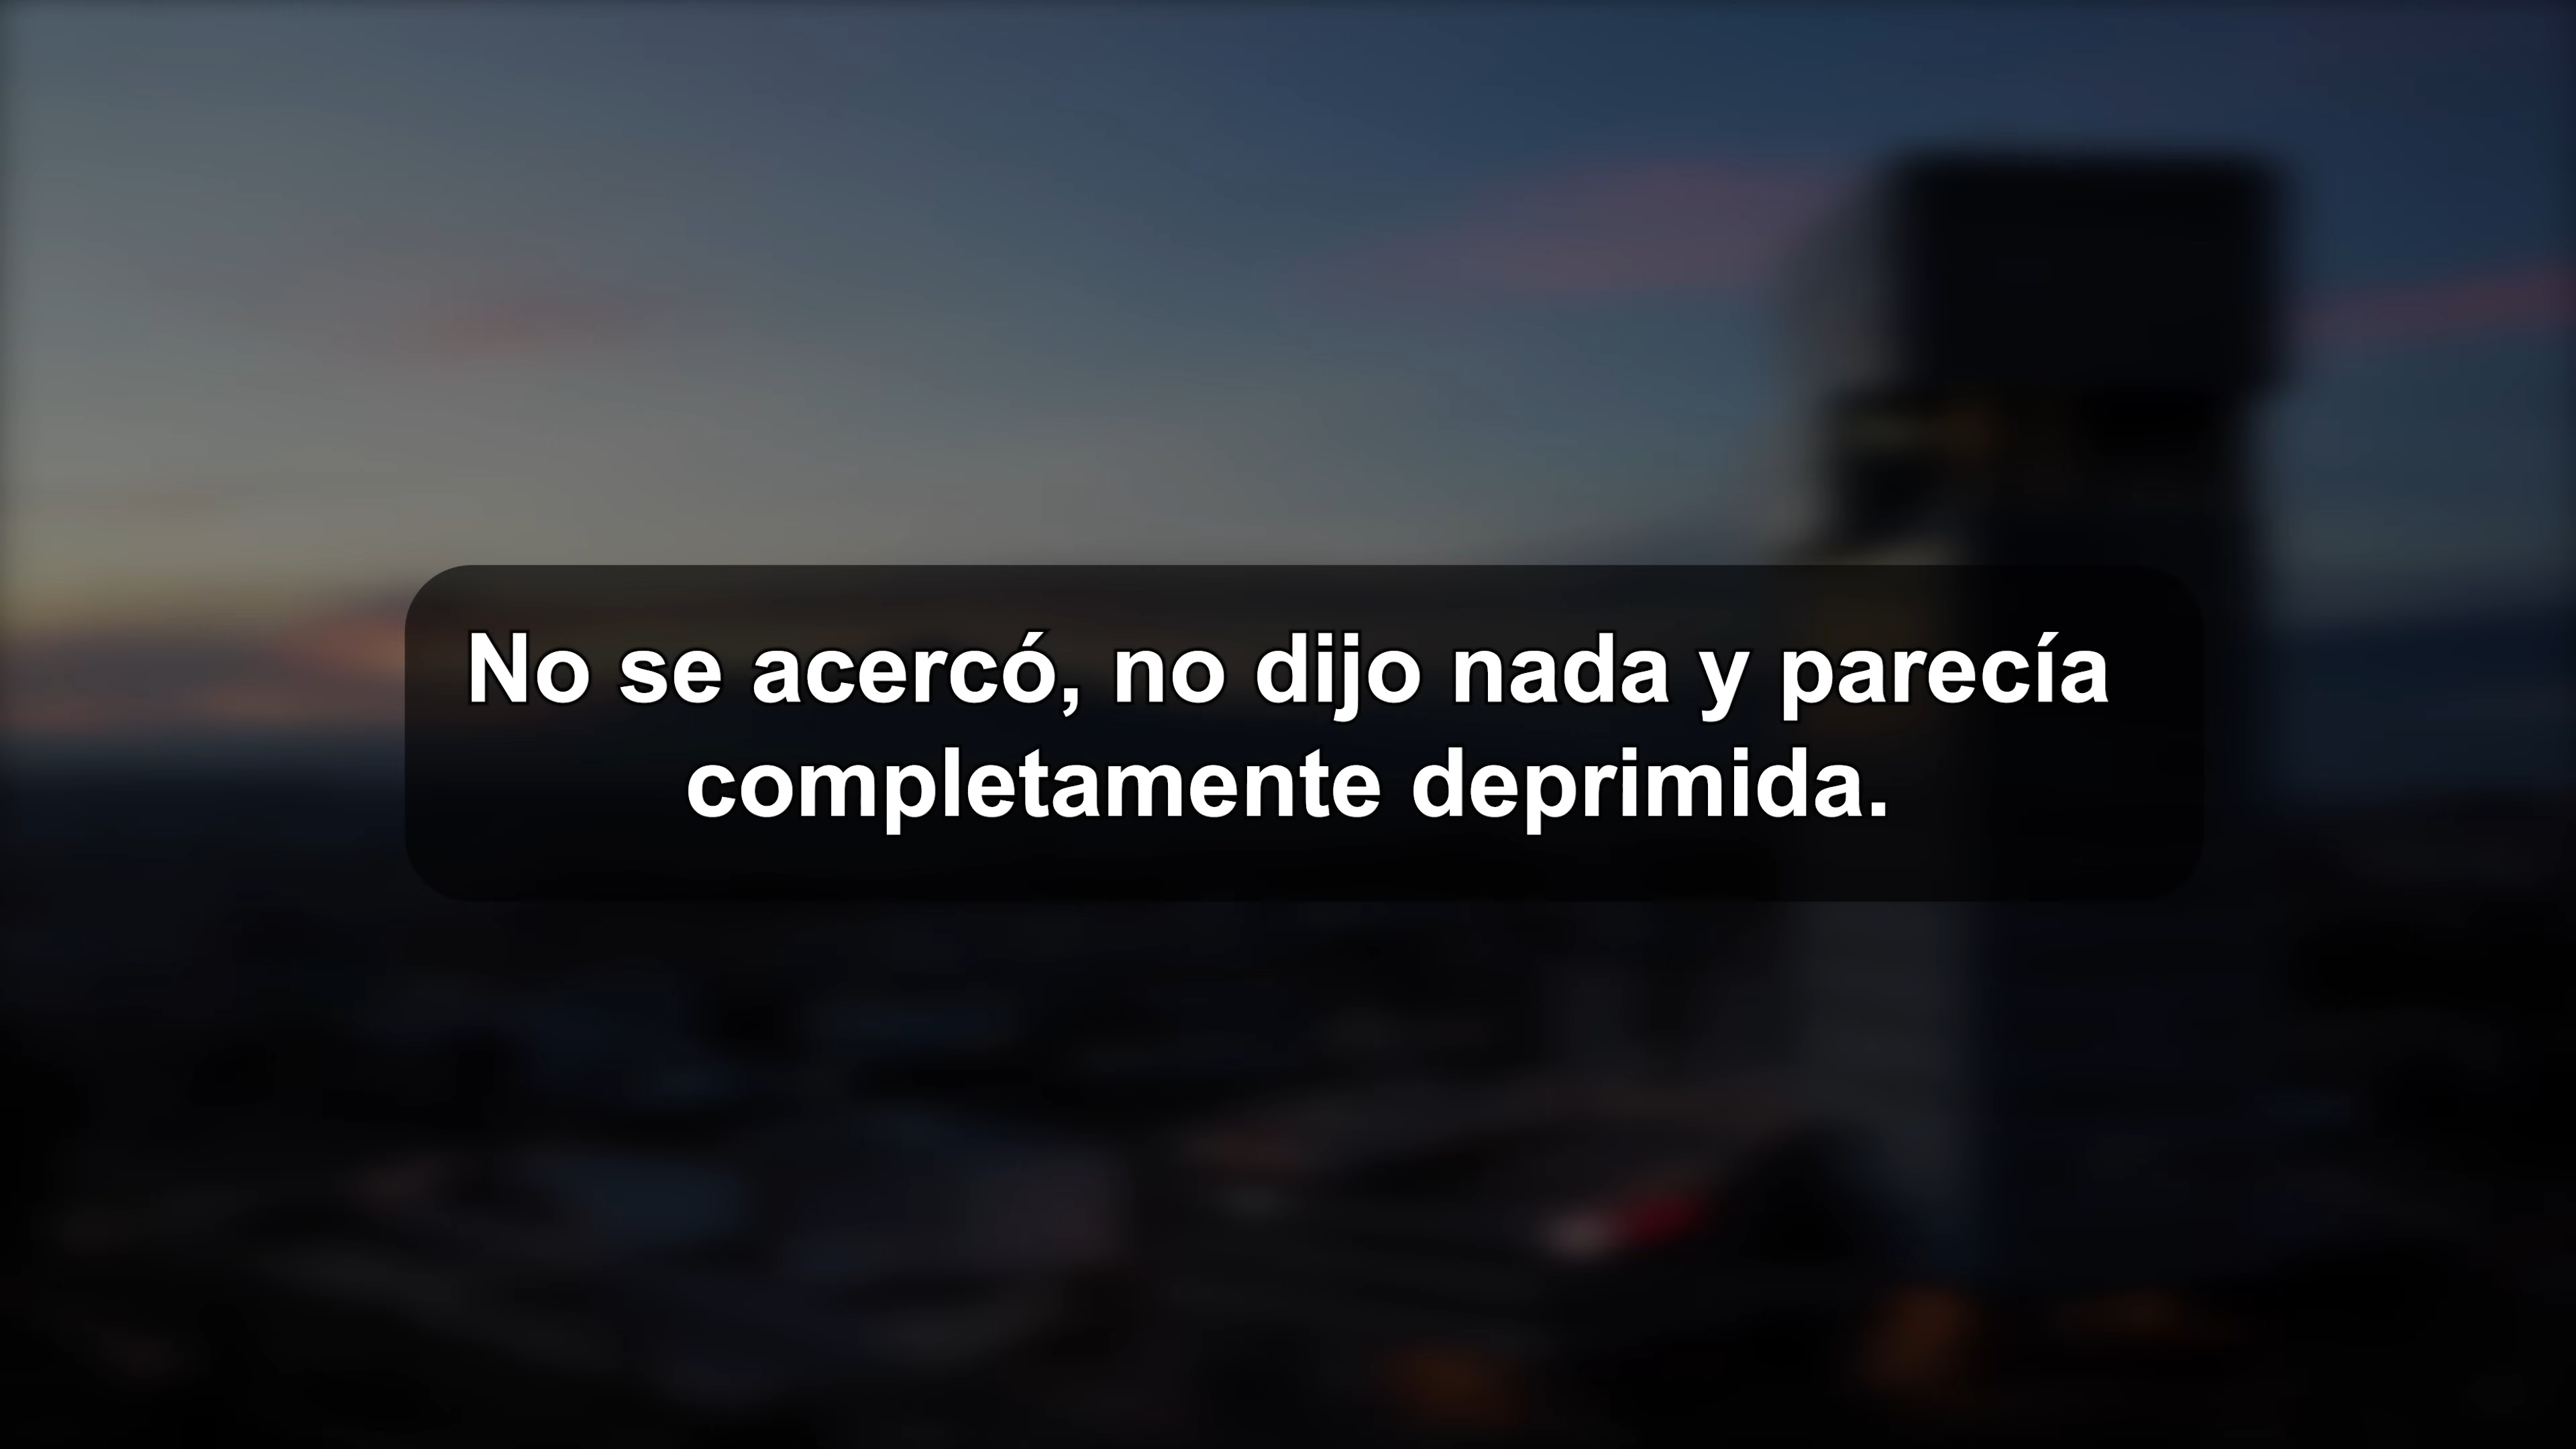 No se acercó, no dijo nada y parecía
completamente deprimida.